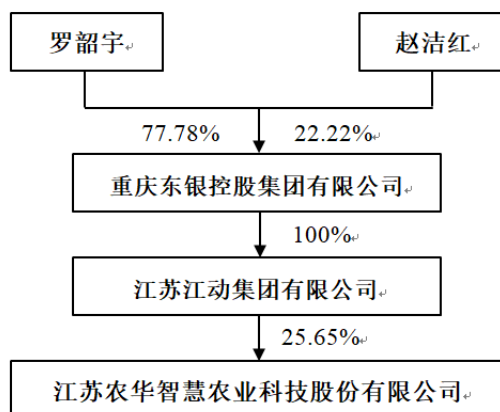 罗韶宇 赵洁红
77.78% 22.22%
重庆东银控股集团有限公司
100%
江苏江动集团有限公司
25.65%
江苏农华智慧农业科技股份有限公司